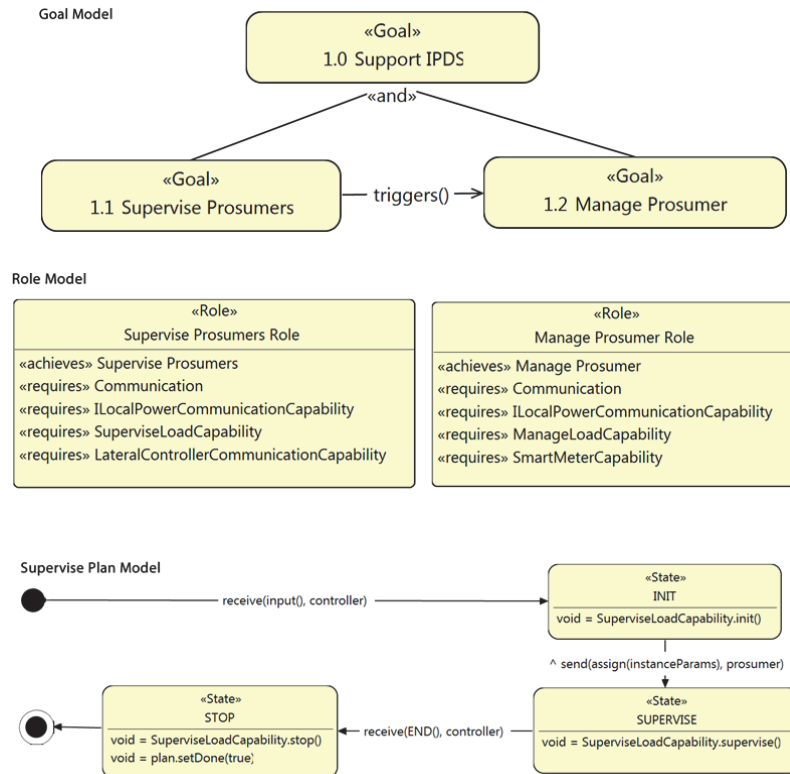 Goal Model
«Goal»
1.0 Support IPDS
«and»
«Goal»
1.1 Supervise Prosumers
triggers()
«Goal»
1.2 Manage Prosumer
Role Model
«Role»
Supervise Prosumers Role
«achieves» Supervise Prosumers
«requires» Communication
«requires» ILocalPowerCommunicationCapability
«requires» SuperviseLoadCapability
«requires» LateralControllerCommunicationCapability
«Role»
Manage Prosumer Role
«achieves» Manage Prosumer
«requires» Communication
«requires» ILocalPowerCommunicationCapability
«requires» ManageLoadCapability
«requires» SmartMeterCapability
Supervise Plan Model
receive(input(), controller)
«State»
INIT
void = SuperviseLoadCapability.init()
^ send(assign(instanceParams), prosumer)
«State»
SUPERVISE
void = SuperviseLoadCapability.supervise()
receive(END(), controller)
«State»
STOP
void = SuperviseLoadCapability.stop()
void = plan.setDone(true)